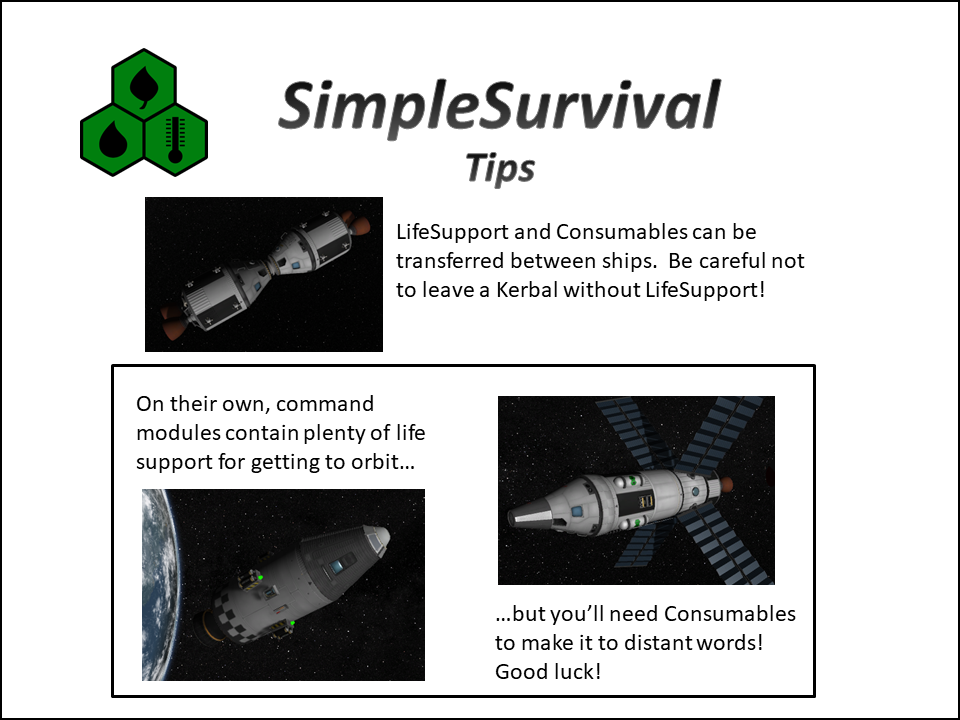 SimpleSurvival
Tips
LifeSupport and Consumables can be
transferred between ships.  Be careful not
to leave a Kerbal without LifeSupport!
On their own, command
modules contain plenty of life
support for getting to orbit…
…but you’ll need Consumables
to make it to distant words!
Good luck!